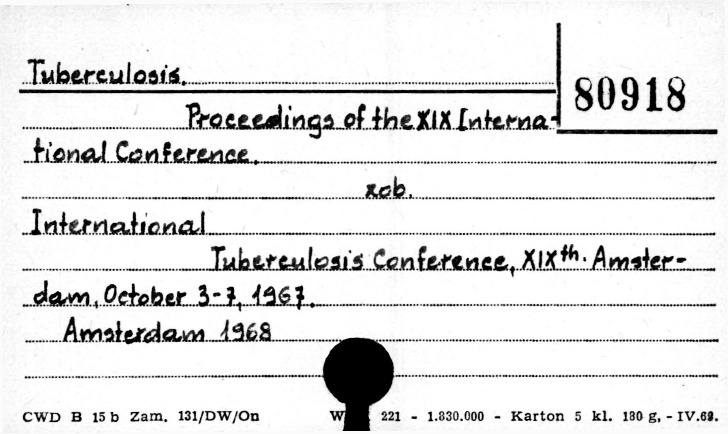 Tuberculosis.
80918
Proceedings of the XIX Interna-
tional Conference.
zob.
International
Tuberculosis Conference, XIXth. Amster-
dam, October 3-7, 1967.
Amsterdam 1968
CWD B 15 b Zam. 131/DW/On W 221 - 1.830.000 - Karton 5 kl. 180 g, - IV.69.